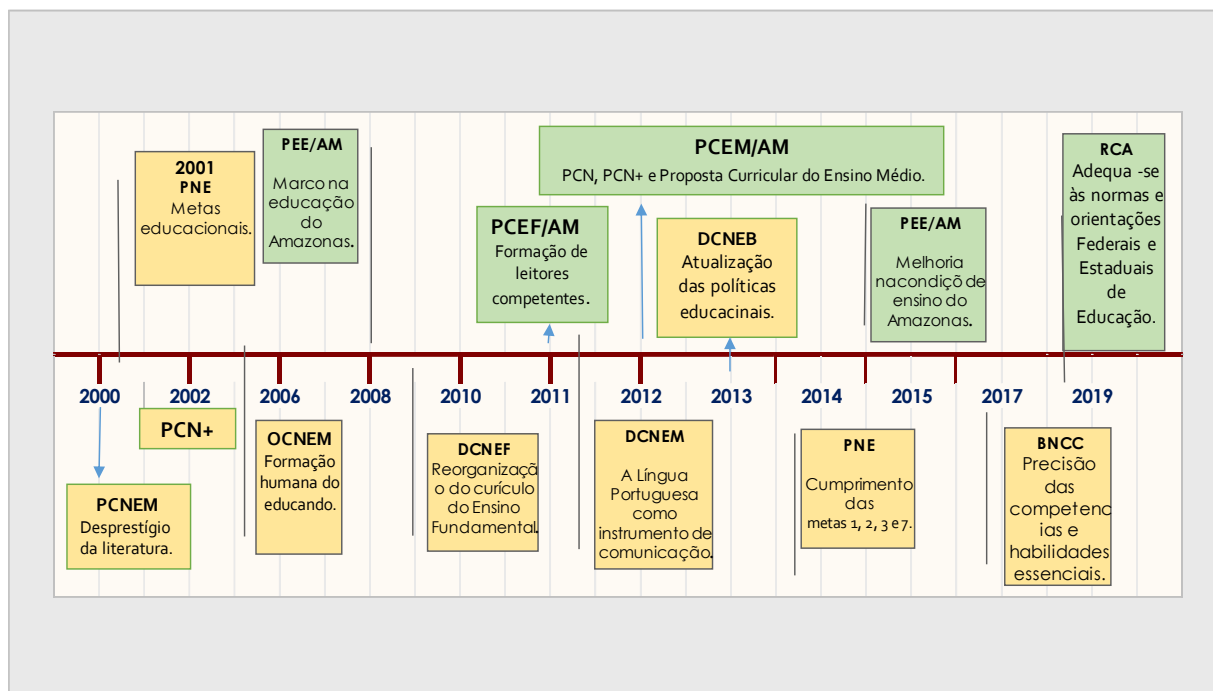 2001
PNE
Metas
educacionais.
PEE/AM
Marco na
educação
do
Amazonas.
PCEM/AM
PCN, PCN+ e Proposta Curricular do Ensino Médio.
PCEF/AM
Formação de
leitores
competentes.
DCNEB
Atualização
das políticas
educacinais.
PEE/AM
Melhoria
nacondiçõ de
ensino do
Amazonas.
RCA
Adequa -se
às normas e
orientações
Federais e
Estaduais
de
Educação.
2000 2002 2006 2008 2010 2011 2012 2013 2014 2015 2017 2019
PCNEM
Desprestígio
da literatura.
PCN+
OCNEM
Formação
humana do
educando.
DCNEF
Reorganizaçã
o do curículo
do Ensino
Fundamental.
DCNEM
A Língua
Portuguesa
como
instrumento de
comunicação.
PNE
Cumprimento
das
metas 1, 2, 3 e 7.
BNCC
Precisão
das
competenc
ias e
habilidades
essenciais.